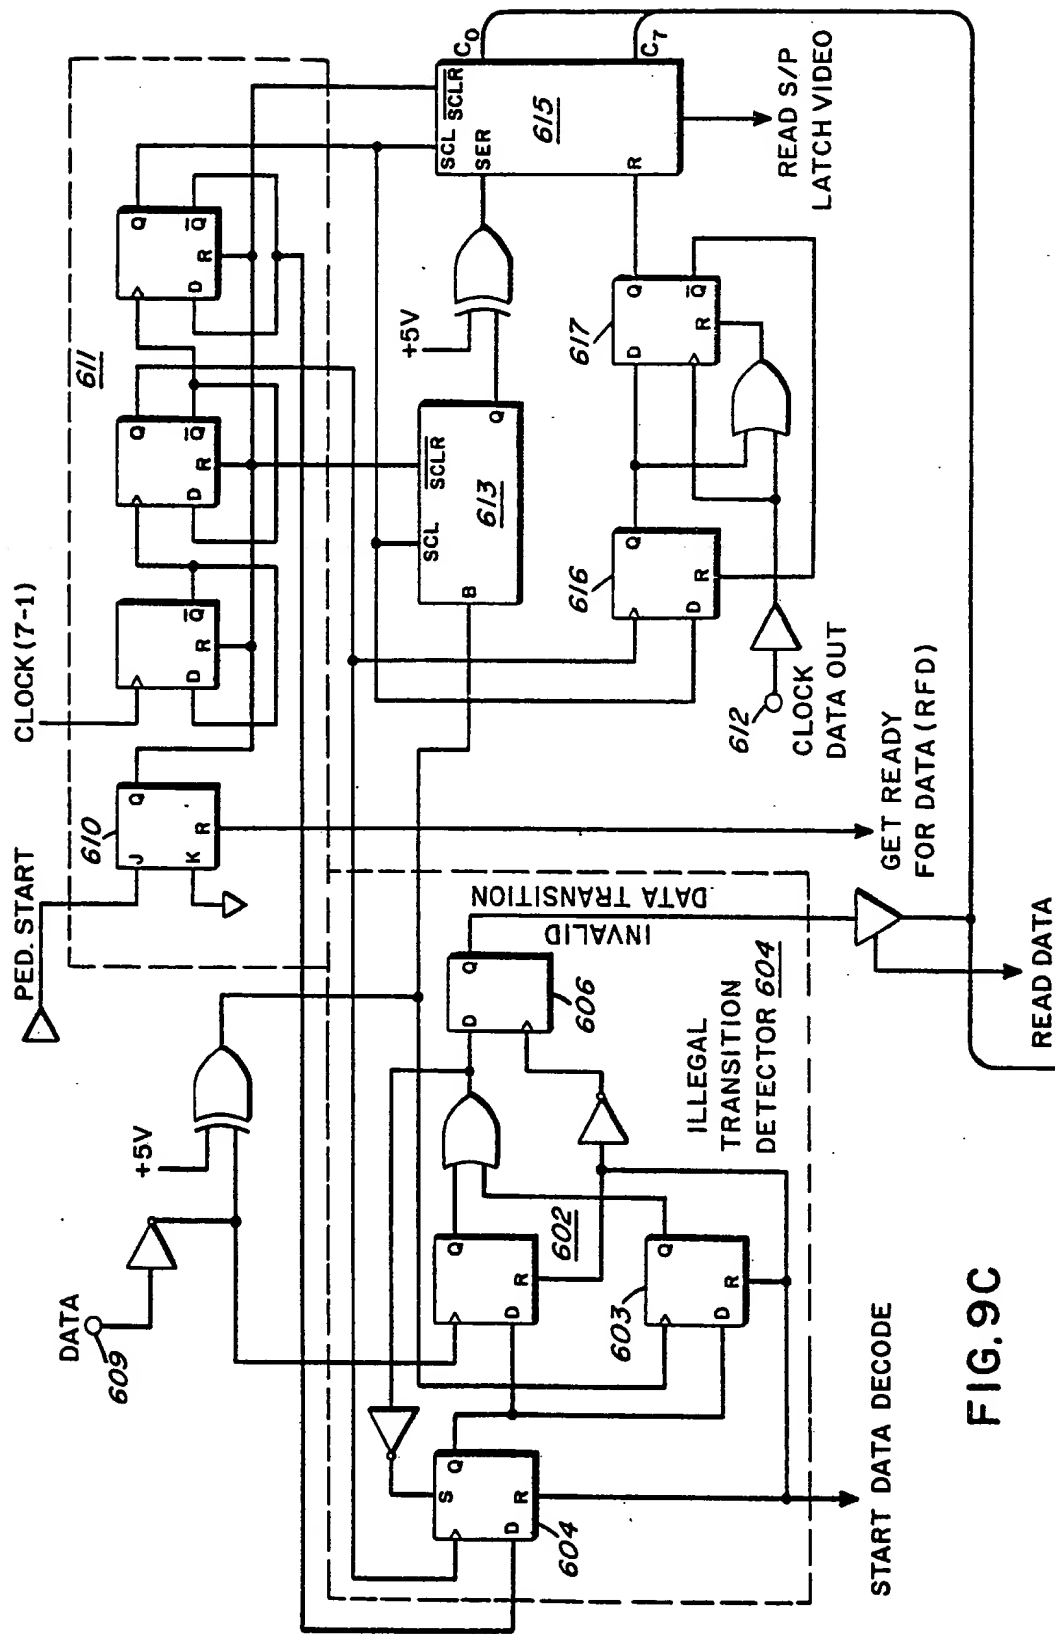 PED. START
CLOCK (7-1)
611
610
J
K
Q
R
D
Q
R
D
Q
Q
R
D
Q
Q
R
DATA
609
+5V
+5V
SCL
SCLR
B
613
Q
SCL
SCLR
SER
615
R
C0
C7
READ S/P
LATCH VIDEO
616
Q
D
R
617
D
Q
Q
R
612
CLOCK
DATA OUT
GET READY
FOR DATA (RFD)
INVALID
DATA TRANSITION
604
S
Q
D
R
602
Q
D
R
603
Q
D
R
606
D
Q
ILLEGAL
TRANSITION
DETECTOR 604
START DATA DECODE
READ DATA
FIG. 9C